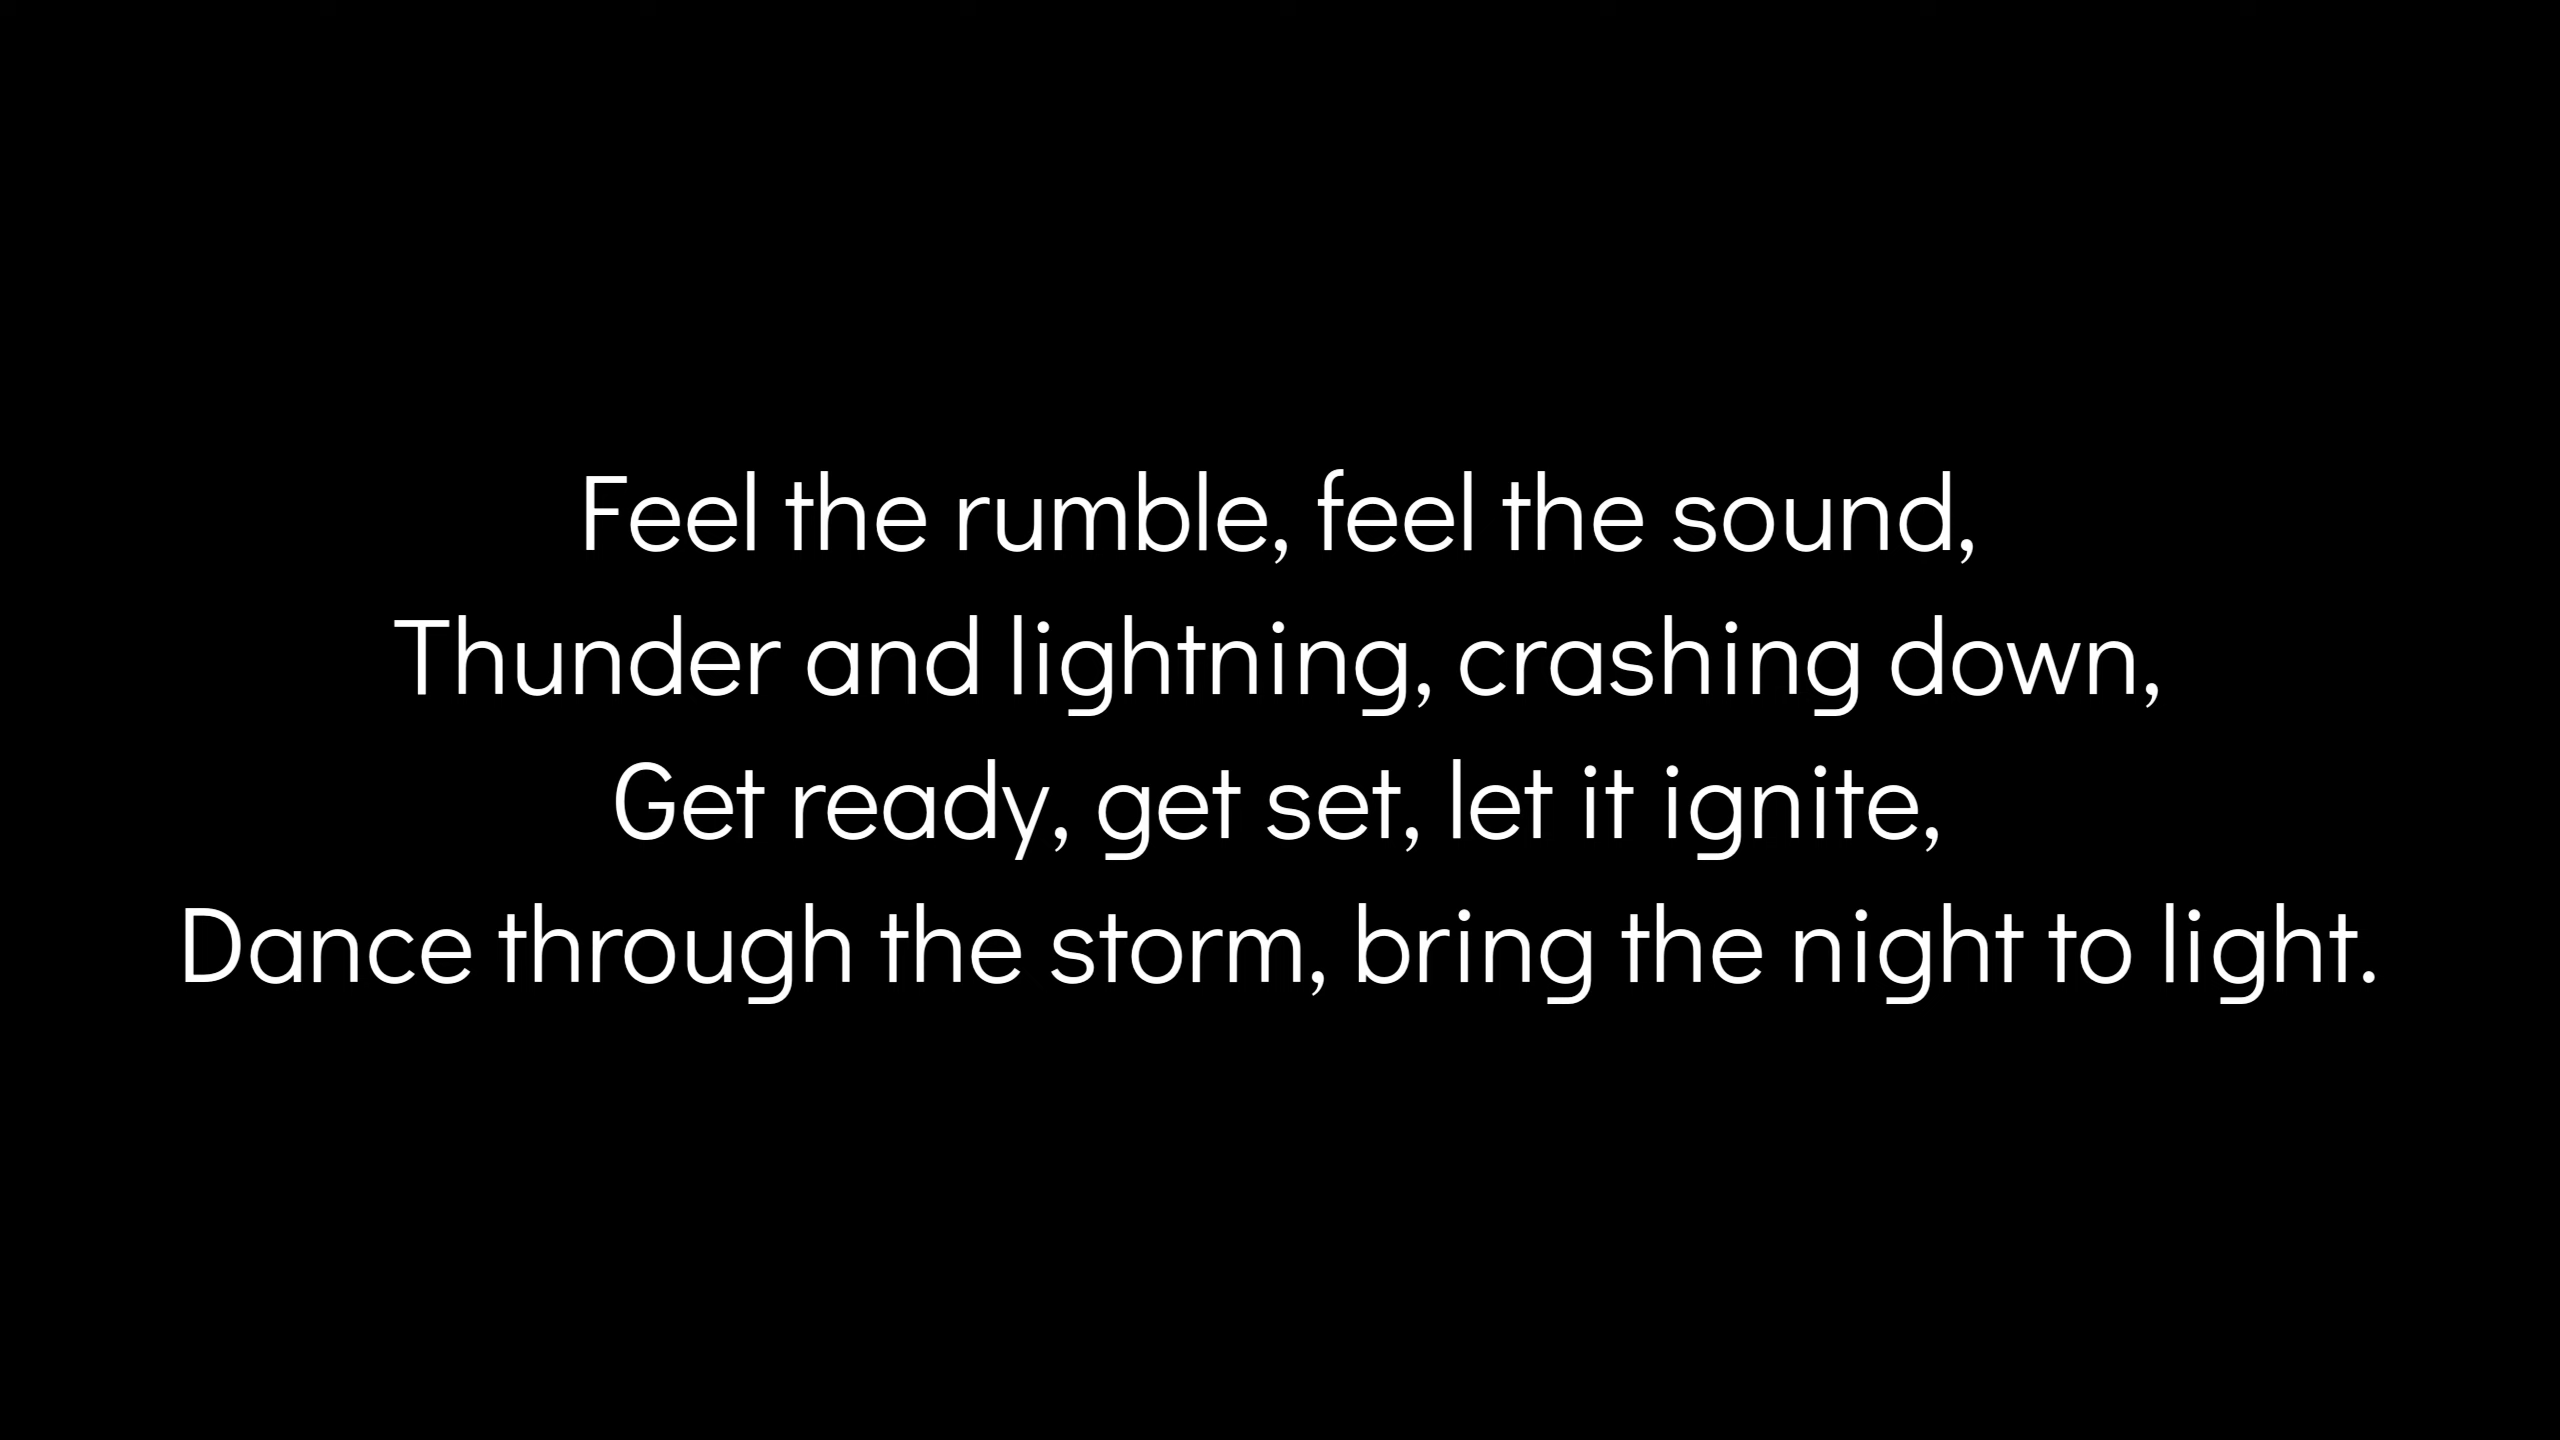 Feel the rumble, feel the sound,
Thunder and lightning, crashing down,
Get ready, get set, let it ignite,
Dance through the storm, bring the night to light.